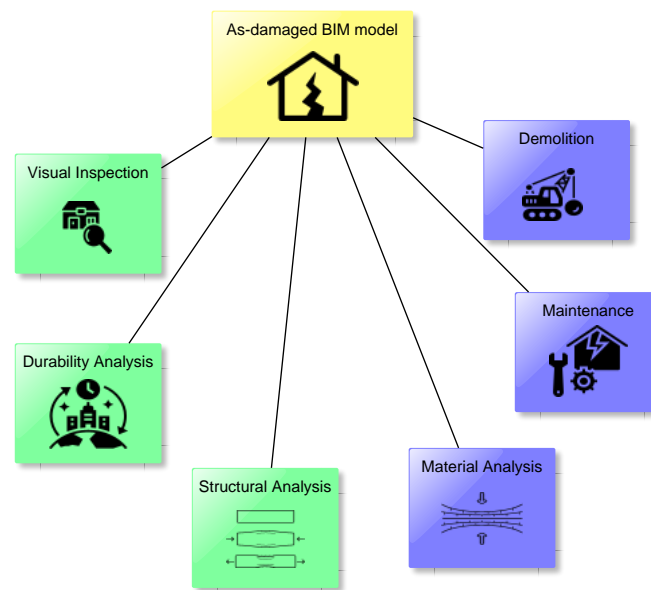 As-damaged BIM model
Demolition
Visual Inspection
Maintenance
Durability Analysis
Material Analysis
Structural Analysis